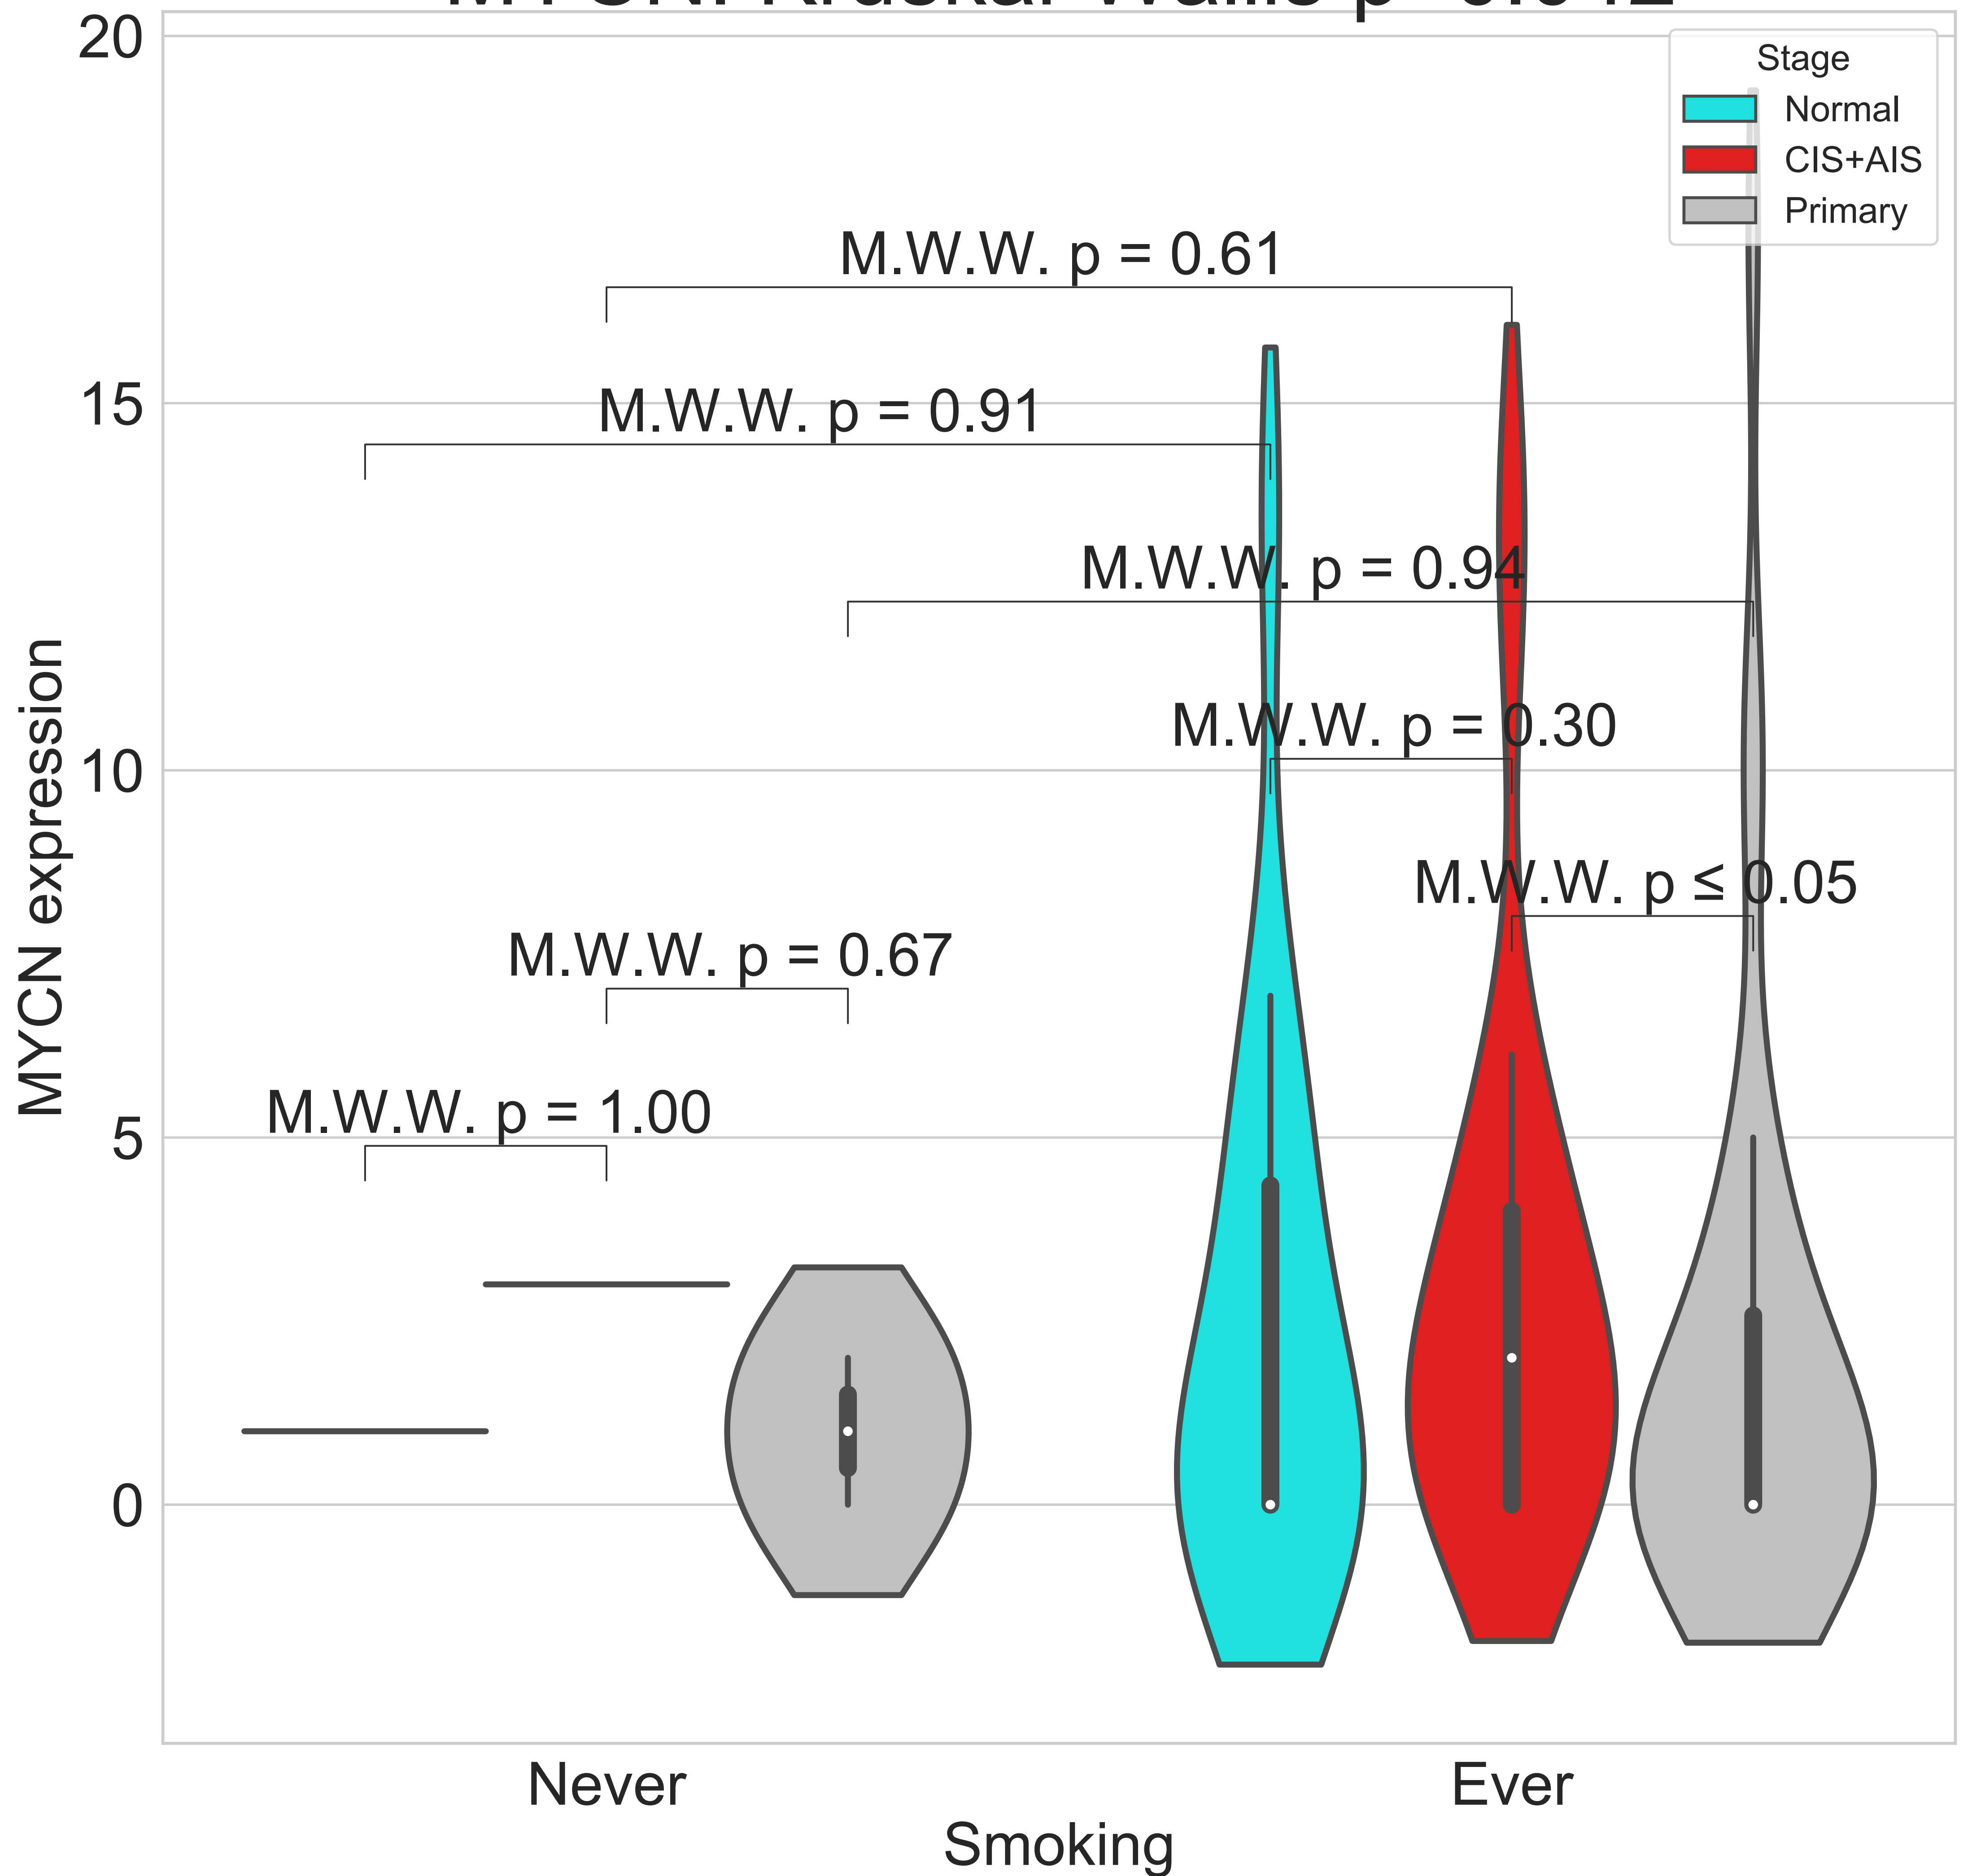 20
Stage
Normal
CIS+AIS
Primary
M.W.W. p = 0.61
15
M.W.W. p = 0.91
M.W.W. p = 0.94
10
M.W.W. p = 0.30
M.W.W. p ≤ 0.05
M.W.W. p = 0.67
MYCN expression
5
M.W.W. p = 1.00
0
Never
Ever
Smoking